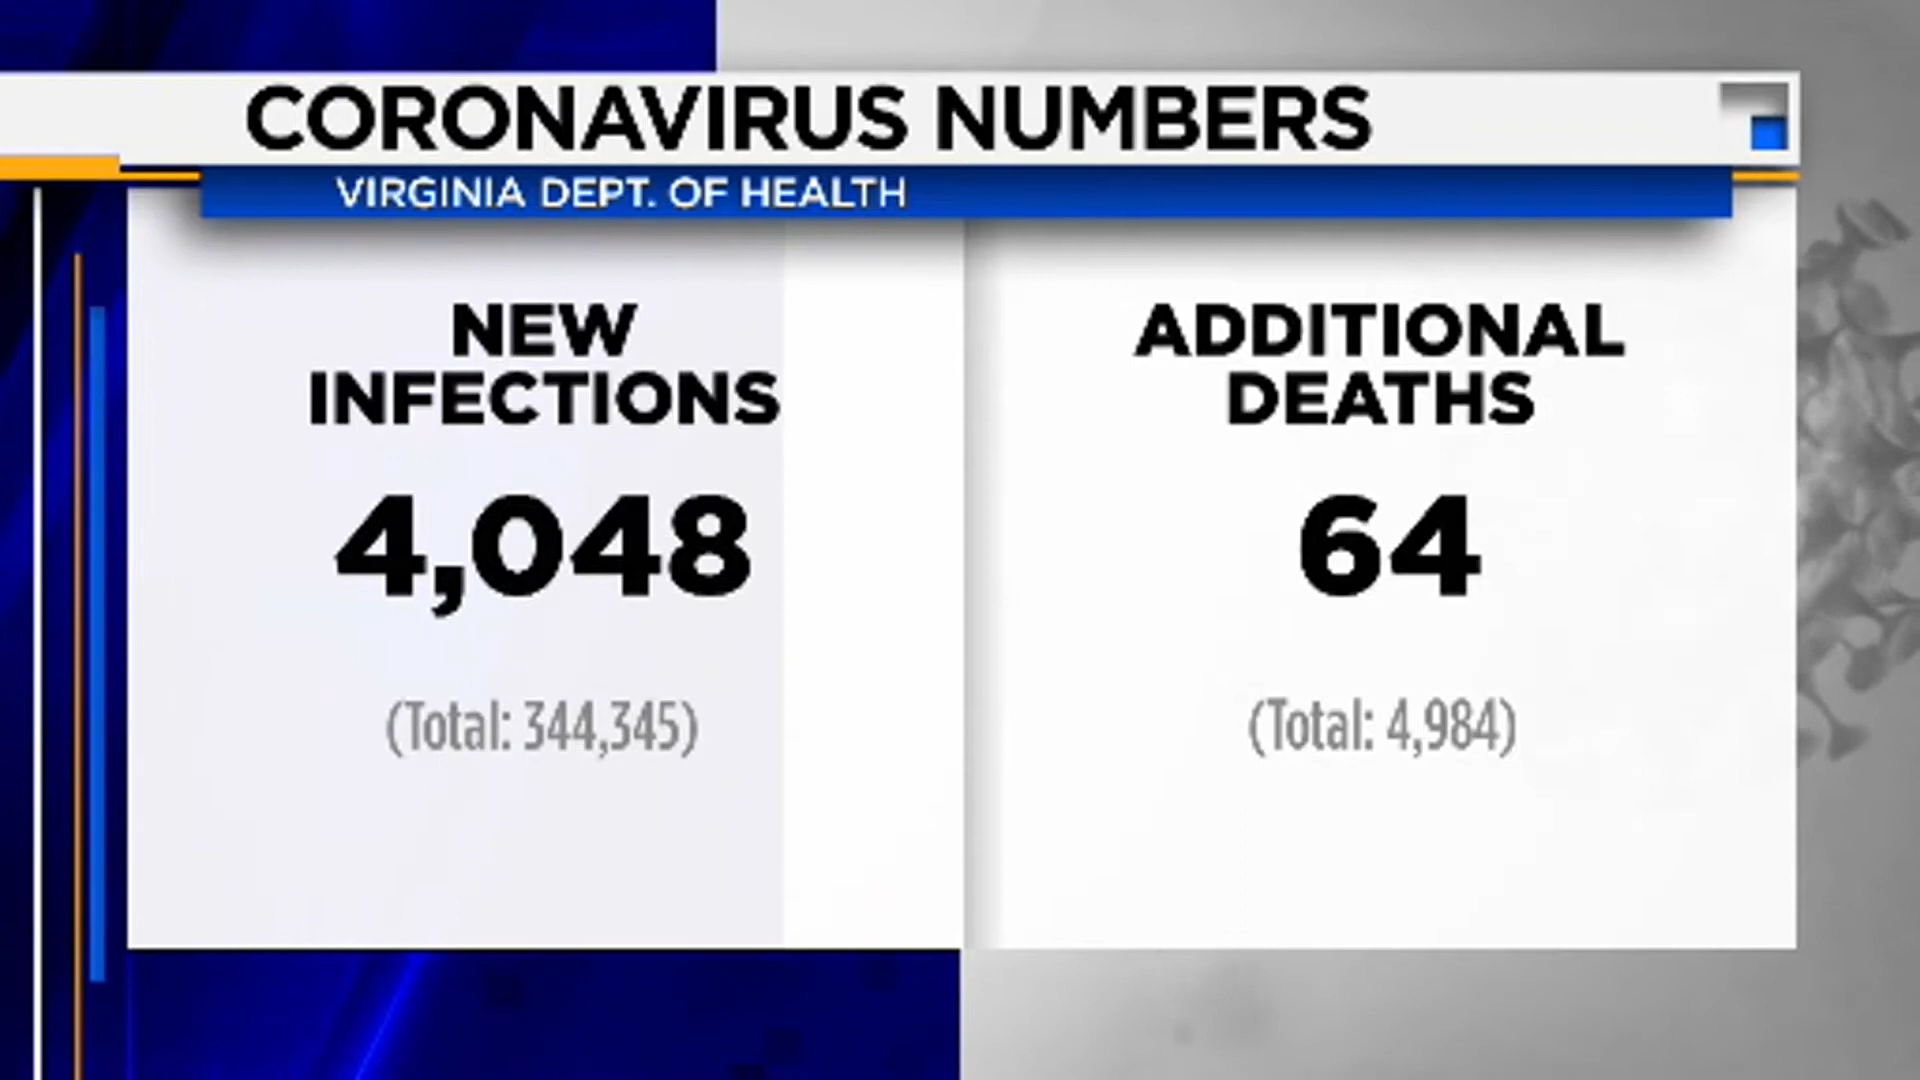 CORONAVIRUS NUMBERS
VIRGINIA DEPT. OF HEALTH
NEW
INFECTIONS
4,048
(Total: 344,345)
ADDITIONAL
DEATHS
64
(Total: 4,984)